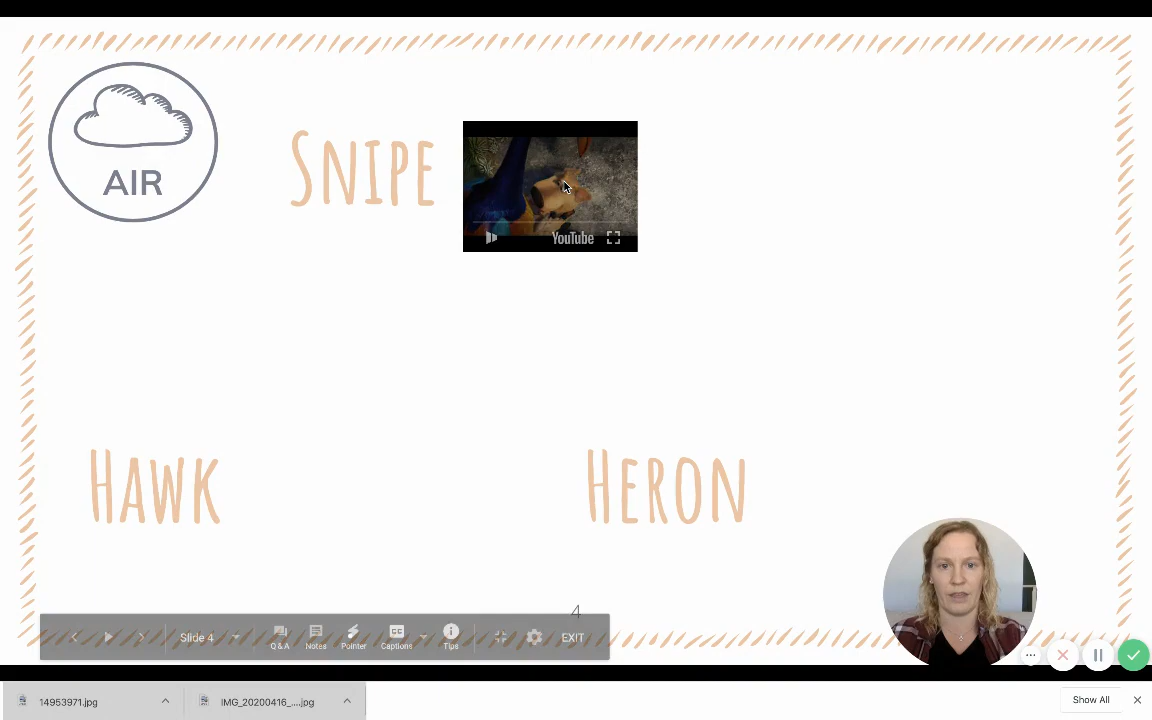 AIR
SNIPE
YouTube
HAWK
HERON
4
Slide 4
Q & A
Notes
Pointer
CC
Captions
Tips
EXIT
14953971.jpg
IMG_20200416_....jpg
Show All